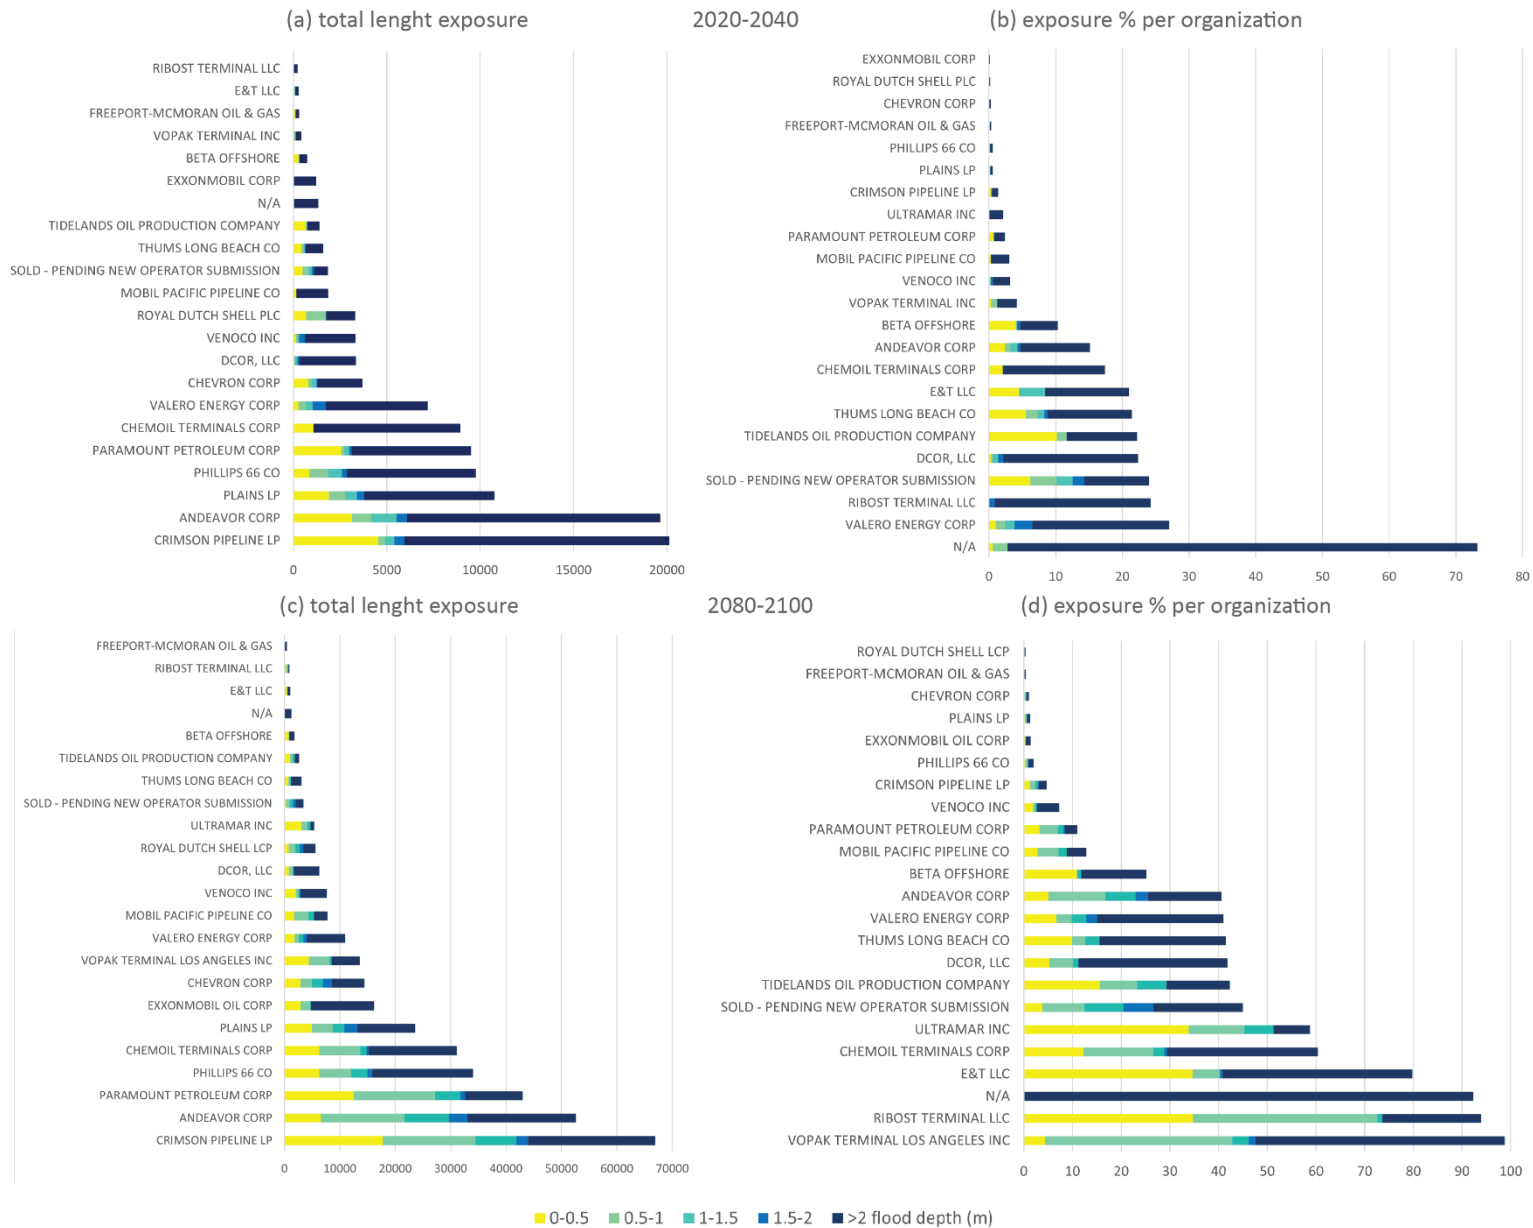 (a) total lenght exposure
2020-2040
(b) exposure % per organization
RIBOST TERMINAL LLC
E&T LLC
FREEPORT-MCMORAN OIL & GAS
VOPAK TERMINAL INC
BETA OFFSHORE
EXXONMOBIL CORP
N/A
TIDELANDS OIL PRODUCTION COMPANY
THUMS LONG BEACH CO
SOLD - PENDING NEW OPERATOR SUBMISSION
MOBIL PACIFIC PIPELINE CO
ROYAL DUTCH SHELL PLC
VENOCO INC
DCOR, LLC
CHEVRON CORP
VALERO ENERGY CORP
CHEMOIL TERMINALS CORP
PARAMOUNT PETROLEUM CORP
PHILLIPS 66 CO
PLAINS LP
ANDEAVOR CORP
CRIMSON PIPELINE LP
0 5000 10000 15000 20000
EXXONMOBIL CORP
ROYAL DUTCH SHELL PLC
CHEVRON CORP
FREEPORT-MCMORAN OIL & GAS
PHILLIPS 66 CO
PLAINS LP
CRIMSON PIPELINE LP
ULTRAMAR INC
PARAMOUNT PETROLEUM CORP
MOBIL PACIFIC PIPELINE CO
VENOCO INC
VOPAK TERMINAL INC
BETA OFFSHORE
ANDEAVOR CORP
CHEMOIL TERMINALS CORP
E&T LLC
THUMS LONG BEACH CO
TIDELANDS OIL PRODUCTION COMPANY
DCOR, LLC
SOLD - PENDING NEW OPERATOR SUBMISSION
RIBOST TERMINAL LLC
VALERO ENERGY CORP
N/A
0 10 20 30 40 50 60 70 80
(c) total lenght exposure
2080-2100
(d) exposure % per organization
FREEPORT-MCMORAN OIL & GAS
RIBOST TERMINAL LLC
E&T LLC
N/A
BETA OFFSHORE
TIDELANDS OIL PRODUCTION COMPANY
THUMS LONG BEACH CO
SOLD - PENDING NEW OPERATOR SUBMISSION
ULTRAMAR INC
ROYAL DUTCH SHELL LCP
DCOR, LLC
VENOCO INC
MOBIL PACIFIC PIPELINE CO
VALERO ENERGY CORP
VOPAK TERMINAL LOS ANGELES INC
CHEVRON CORP
EXXONMOBIL OIL CORP
PLAINS LP
CHEMOIL TERMINALS CORP
PHILLIPS 66 CO
PARAMOUNT PETROLEUM CORP
ANDEAVOR CORP
CRIMSON PIPELINE LP
0 10000 20000 30000 40000 50000 60000 70000
ROYAL DUTCH SHELL LCP
FREEPORT-MCMORAN OIL & GAS
CHEVRON CORP
PLAINS LP
EXXONMOBIL OIL CORP
PHILLIPS 66 CO
CRIMSON PIPELINE LP
VENOCO INC
PARAMOUNT PETROLEUM CORP
MOBIL PACIFIC PIPELINE CO
BETA OFFSHORE
ANDEAVOR CORP
VALERO ENERGY CORP
THUMS LONG BEACH CO
DCOR, LLC
TIDELANDS OIL PRODUCTION COMPANY
SOLD - PENDING NEW OPERATOR SUBMISSION
ULTRAMAR INC
CHEMOIL TERMINALS CORP
E&T LLC
N/A
RIBOST TERMINAL LLC
VOPAK TERMINAL LOS ANGELES INC
0 10 20 30 40 50 60 70 80 90 100
0-0.5 0.5-1 1-1.5 1.5-2 >2 flood depth (m)